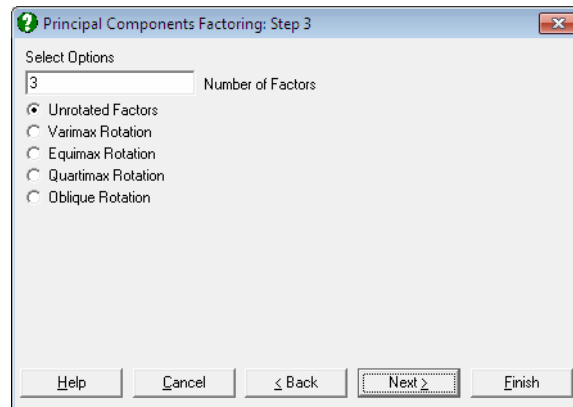 Principal Components Factoring: Step 3
Select Options
3 Number of Factors
Unrotated Factors
Varimax Rotation
Equimax Rotation
Quartimax Rotation
Oblique Rotation
Help Cancel < Back Next > Finish